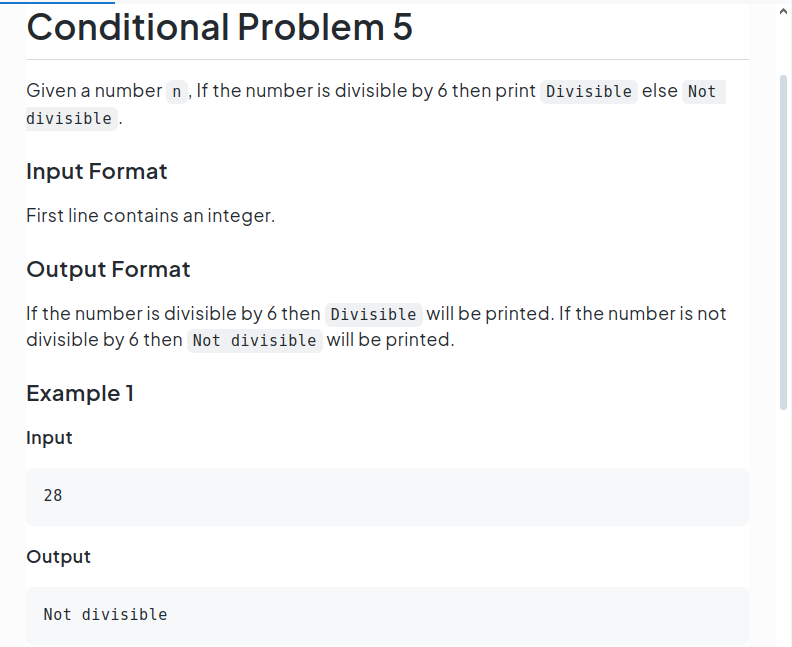 Conditional Problem 5
Given a number n, If the number is divisible by 6 then print Divisible else Not
divisible.
Input Format
First line contains an integer.
Output Format
If the number is divisible by 6 then Divisible will be printed. If the number is not
divisible by 6 then Not divisible will be printed.
Example 1
Input
28
Output
Not divisible